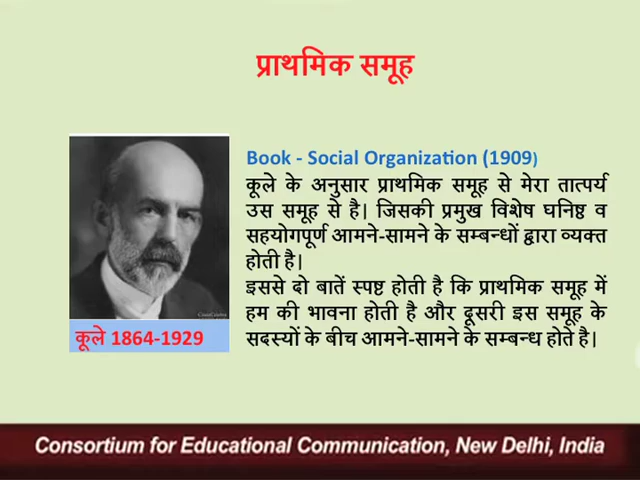 प्राथमिक समूह
Book - Social Organization (1909)
कूले के अनुसार प्राथमिक समूह से मेरा तात्पर्य
उस समूह से है। जिसकी प्रमुख विशेष घनिष्ठ व
सहयोगपूर्ण आमने-सामने के सम्बन्धों द्वारा व्यक्त
होती है।
इससे दो बातें स्पष्ट होती है कि प्राथमिक समूह में
हम की भावना होती है और दूसरी इस समूह के
सदस्यों के बीच आमने-सामने के सम्बन्ध होते है।
कूले 1864-1929
Consortium for Educational Communication, New Delhi, India